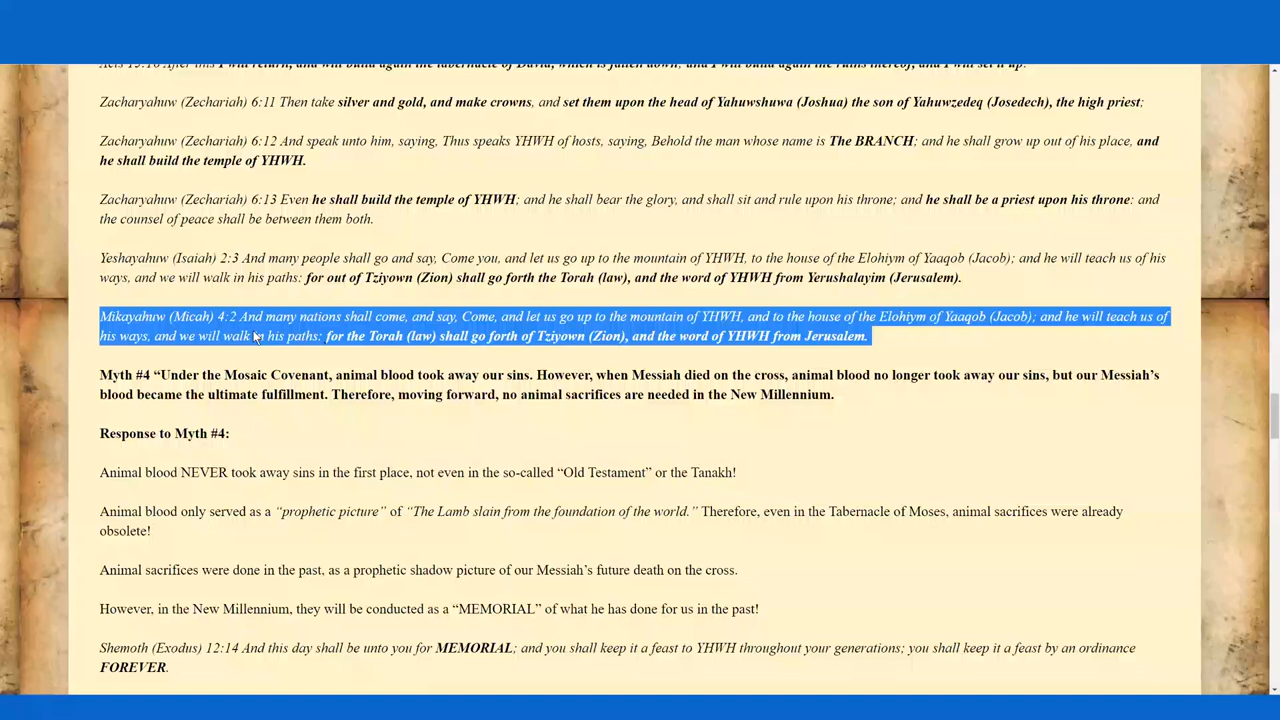 Zacharyahuw (Zechariah) 6:11 Then take silver and gold, and make crowns, and set them upon the head of Yahuwshuwa (Joshua) the son of Yahuwzedeq (Josedech), the high priest;
Zacharyahuw (Zechariah) 6:12 And speak unto him, saying, Thus speaks YHWH of hosts, saying, Behold the man whose name is The BRANCH; and he shall grow up out of his place, and
he shall build the temple of YHWH.
Zacharyahuw (Zechariah) 6:13 Even he shall build the temple of YHWH; and he shall bear the glory, and shall sit and rule upon his throne; and he shall be a priest upon his throne: and
the counsel of peace shall be between them both.
Yeshayahuw (Isaiah) 2:3 And many people shall go and say, Come you, and let us go up to the mountain of YHWH, to the house of the Elohiym of Yaaqob (Jacob); and he will teach us of his
ways, and we will walk in his paths: for out of Tziyown (Zion) shall go forth the Torah (law), and the word of YHWH from Yerushalayim (Jerusalem).
Mikayahuw (Micah) 4:2 And many nations shall come, and say, Come, and let us go up to the mountain of YHWH, and to the house of the Elohiym of Yaaqob (Jacob); and he will teach us of
his ways, and we will walk in his paths: for the Torah (law) shall go forth of Tziyown (Zion), and the word of YHWH from Jerusalem.
Myth #4 “Under the Mosaic Covenant, animal blood took away our sins. However, when Messiah died on the cross, animal blood no longer took away our sins, but our Messiah’s
blood became the ultimate fulfillment. Therefore, moving forward, no animal sacrifices are needed in the New Millennium.
Response to Myth #4:
Animal blood NEVER took away sins in the first place, not even in the so-called “Old Testament” or the Tanakh!
Animal blood only served as a “prophetic picture” of “The Lamb slain from the foundation of the world.” Therefore, even in the Tabernacle of Moses, animal sacrifices were already
obsolete!
Animal sacrifices were done in the past, as a prophetic shadow picture of our Messiah’s future death on the cross.
However, in the New Millennium, they will be conducted as a “MEMORIAL” of what he has done for us in the past!
Shemoth (Exodus) 12:14 And this day shall be unto you for MEMORIAL; and you shall keep it a feast to YHWH throughout your generations; you shall keep it a feast by an ordinance
FOREVER.